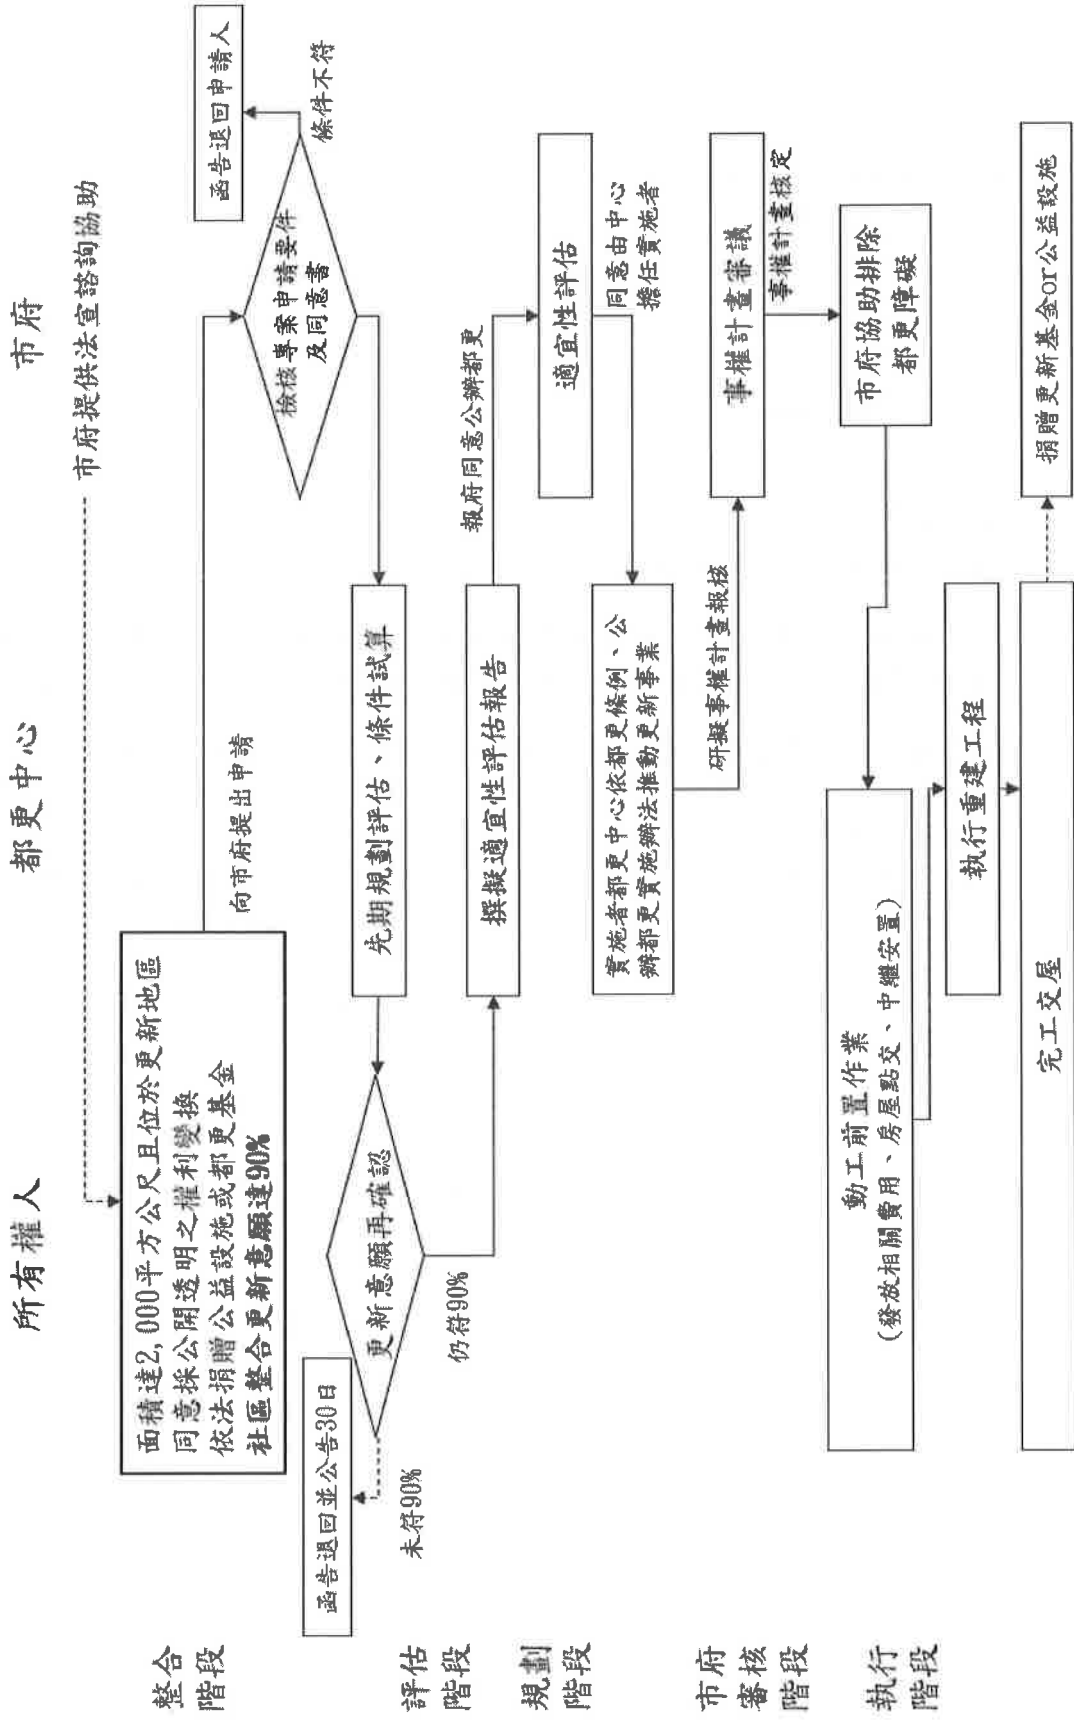 所有權人
都更中心
市府
整合
階段
市府提供法宣諮詢協助
面積達2,000平方公尺且位於更新地區
同意採公開透明之權利變換
依法捐贈公益設施或都更基金
社區整合更新意願達90%
向市府提出申請
檢核專案申請要件
及同意書
條件不符
函告退回申請人
評估
階段
先期規劃評估、條件試算
更新意願再確認
未符90%
函告退回並公告30日
仍符90%
撰擬適宜性評估報告
報府同意公辦都更
適宜性評估
同意由中心
擔任實施者
規劃
階段
實施者都更中心依都更條例、公
辦都更實施辦法推動更新事業
研擬事權計畫報核
市府
審核
階段
事權計畫審議
事權計畫核定
市府協助排除
都更障礙
執行
階段
動工前置作業
(發放相關費用、房屋點交、中繼安置)
執行重建工程
完工交屋
捐贈更新基金or公益設施